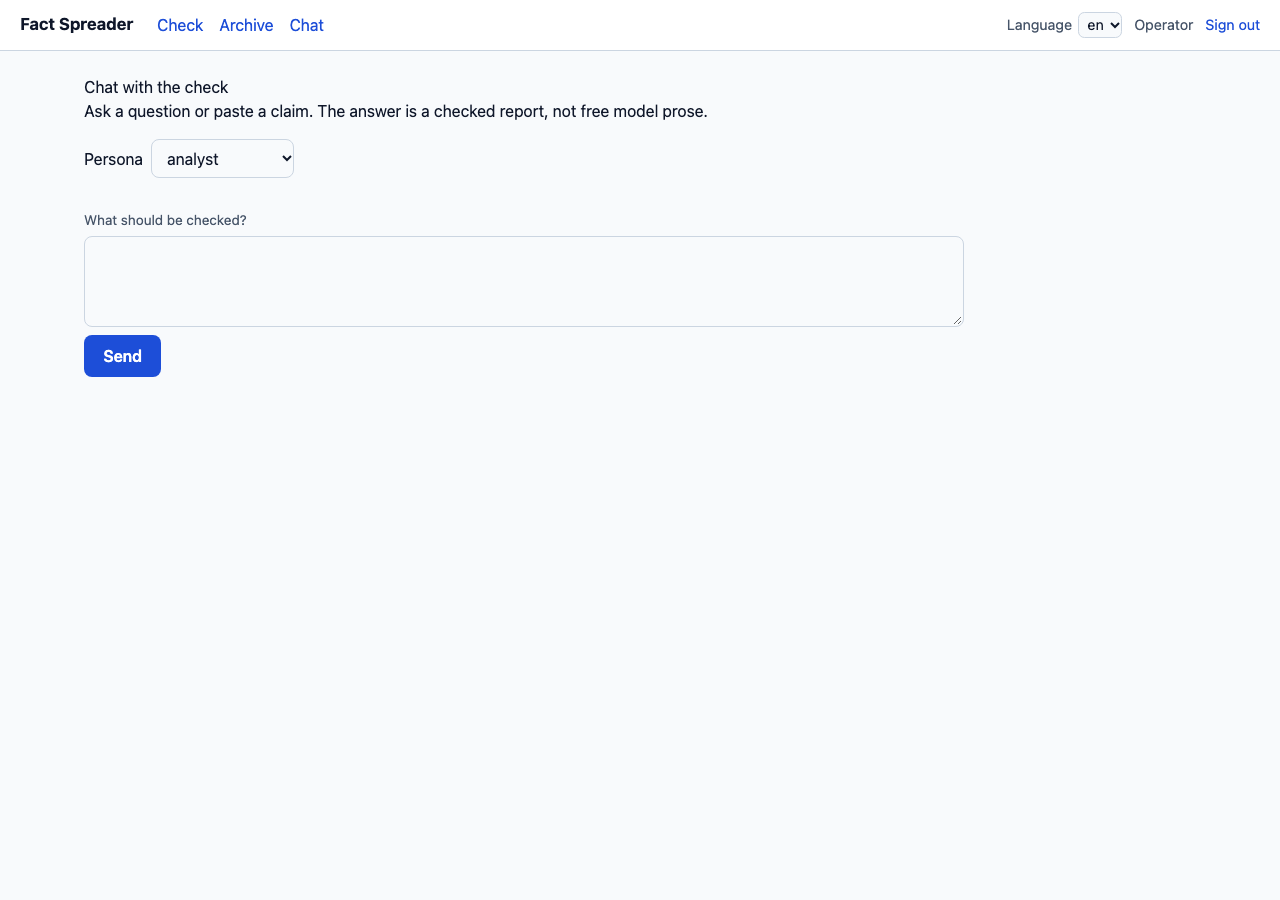 Fact Spreader Check Archive Chat Language en Operator Sign out
Chat with the check
Ask a question or paste a claim. The answer is a checked report, not free model prose.
Persona analyst
What should be checked?
Send